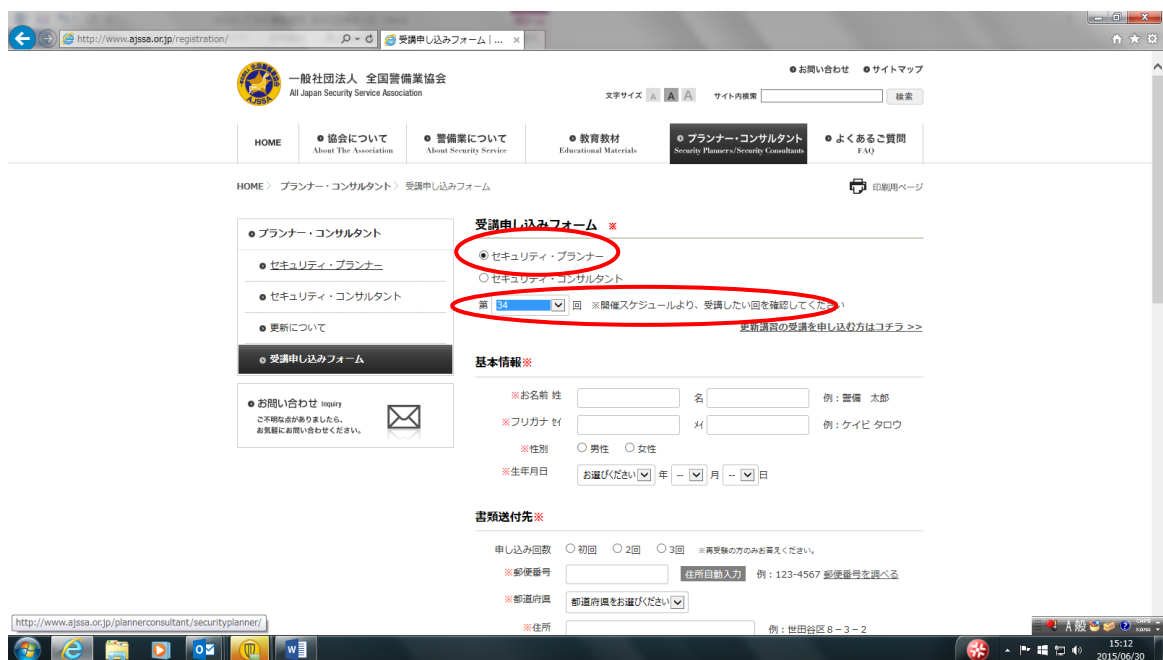 http://www.ajssa.or.jp/registration/
受講申し込みフォーム | ... ×
一般社団法人 全国警備業協会
All Japan Security Service Association
AJSSA
お問い合わせ サイトマップ
文字サイズ A A A サイト内検索 検索
HOME 協会について 警備業について 教育教材 プランナー・コンサルタント よくあるご質問
About The Association About Security Service Educational Materials Security Planners/Security Consultants FAQ
HOME〉 プランナー・コンサルタント〉 受講申し込みフォーム
印刷用ページ
プランナー・コンサルタント
セキュリティ・プランナー
セキュリティ・コンサルタント
更新について
受講申し込みフォーム
お問い合わせ Inquiry
ご不明な点がありましたら、
お気軽にお問い合わせください。
受講申し込みフォーム ※
セキュリティ・プランナー
セキュリティ・コンサルタント
第 34 回 ※開催スケジュールより、受講したい回を確認してください
更新講習の受講を申し込む方はコチラ >>
基本情報※
※お名前 姓 名 例：警備 太郎
※フリガナ セイ メイ 例：ケイビ タロウ
※性別 男性 女性
※生年月日 お選びください 年 -- 月 -- 日
書類送付先※
申し込み回数 初回 2回 3回 ※再受験の方のみお答えください。
※郵便番号 住所自動入力 例：123-4567 郵便番号を調べる
※都道府県 都道府県をお選びください
※住所 例：世田谷区８－３－２
http://www.ajssa.or.jp/plannerconsultant/securityplanner/
A 般 CAPS
KANA
15:12
2015/06/30